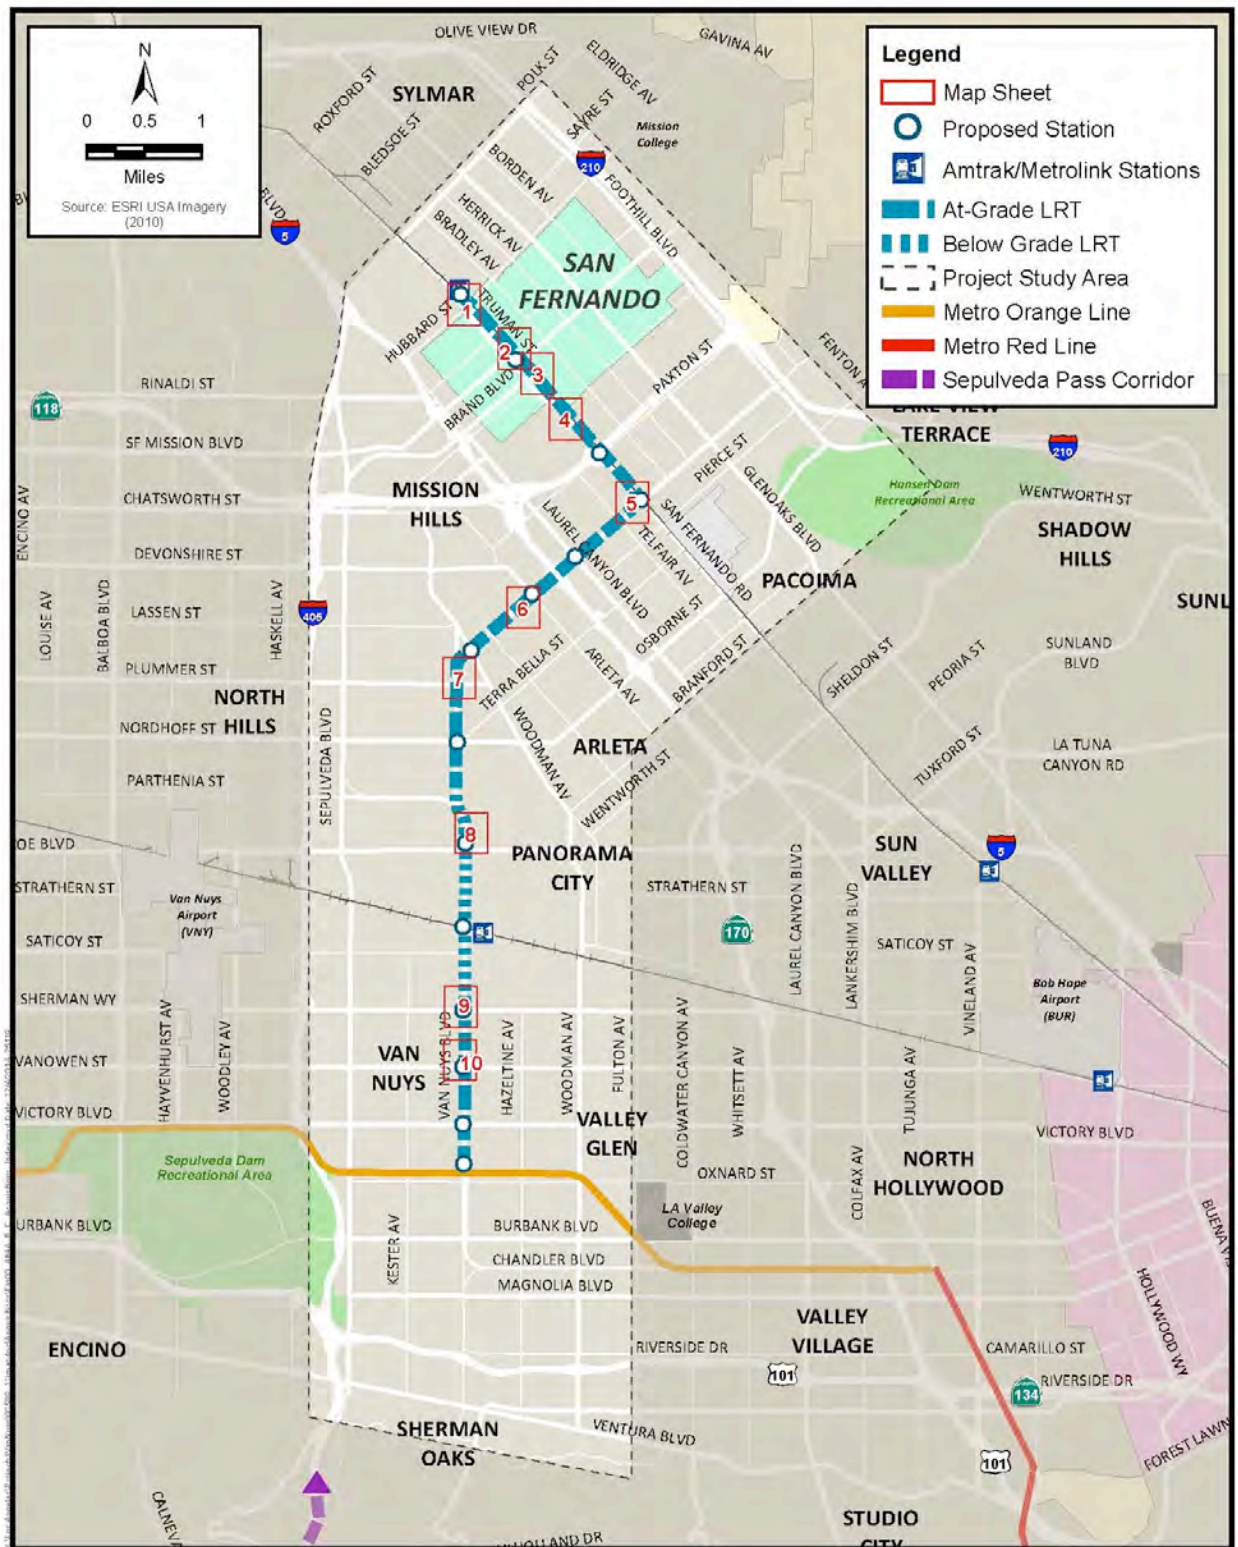 N
0 0.5 1
Miles
Source: ESRI USA Imagery
(2010)
Legend
Map Sheet
Proposed Station
Amtrak/Metrolink Stations
At-Grade LRT
Below Grade LRT
Project Study Area
Metro Orange Line
Metro Red Line
Sepulveda Pass Corridor
OLIVE VIEW DR
GAVINA AV
POLK ST
ELDRIDGE AV
ROXFORD ST
SYLMAR
SAYRE ST
Mission
College
BLEDSOE ST
BORDEN AV
210
FOOTHILL BLVD
BLVD
5
HERRICK AV
BRADLEY AV
SAN
FERNANDO
TRUMAN ST
HUBBARD ST
1
2
3
4
FENTON A
PAXTON ST
BRAND BLVD
RINALDI ST
118
SF MISSION BLVD
TERRACE
210
PIERCE ST
GLENOAKS BLVD
Hansen Dam
Recreational Area
WENTWORTH ST
CHATSWORTH ST
MISSION
HILLS
5
ENCINO AV
SAN FERNANDO RD
SHADOW
HILLS
DEVONSHIRE ST
LAUREL CANYON BLVD
TELFAIR AV
PACOIMA
LOUISE AV
BALBOA BLVD
LASSEN ST
HASKELL AV
405
6
OSBORNE ST
SUNL
PLUMMER ST
7
TERRA BELLA ST
ARLETA AV
BRANFORD ST
SHELDON ST
PEORIA ST
SUNLAND
BLVD
NORTH
HILLS
NORDHOFF ST
SEPULVEDA BLVD
WOODMAN AV
ARLETA
WENTWORTH ST
TUXFORD ST
LA TUNA
CANYON RD
PARTHENIA ST
8
OE BLVD
PANORAMA
CITY
SUN
VALLEY
5
STRATHERN ST
STRATHERN ST
Van Nuys
Airport
(VNY)
170
LAUREL CANYON BLVD
LANKERSHIM BLVD
SATICOY ST
SATICOY ST
VINELAND AV
SHERMAN WY
9
Bob Hope
Airport
(BUR)
HAYVENHURST AV
WOODLEY AV
VANOWEN ST
VAN
NUYS
VAN NUYS BLVD
10
HAZELTINE AV
WOODMAN AV
FULTON AV
COLDWATER CANYON AV
WHITSETT AV
TUJUNGA AV
VICTORY BLVD
VALLEY
GLEN
VICTORY BLVD
Sepulveda Dam
Recreational Area
OXNARD ST
COLFAX AV
NORTH
HOLLYWOOD
LA Valley
College
URBANK BLVD
KESTER AV
BURBANK BLVD
CHANDLER BLVD
MAGNOLIA BLVD
HOLLYWOOD WY
VALLEY
VILLAGE
ENCINO
RIVERSIDE DR
CAMARILLO ST
101
134
RIVERSIDE DR
SHERMAN
OAKS
VENTURA BLVD
101
FOREST LAWN
STUDIO